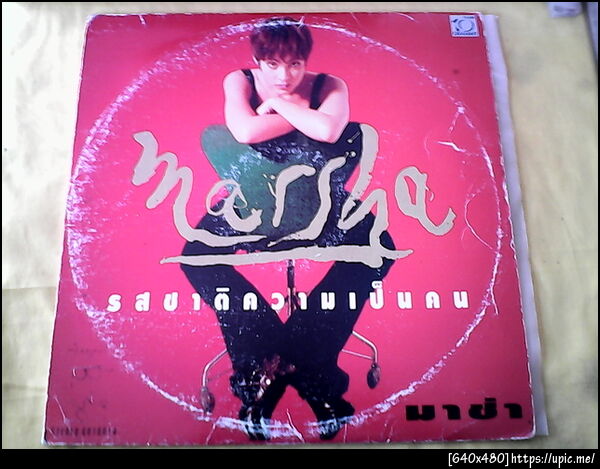 Marsha
รสชาติความเป็นคน
มาช่า
[640x480]https://upic.me/